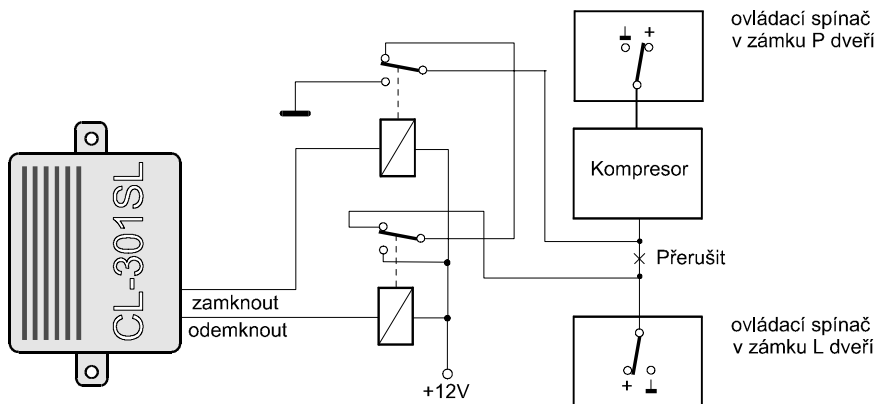 ovládací spínač
v zámku P dveří
+
Kompresor
CL-301SL
Přerušit
zamknout
odemknout
ovládací spínač
v zámku L dveří
+
+12V